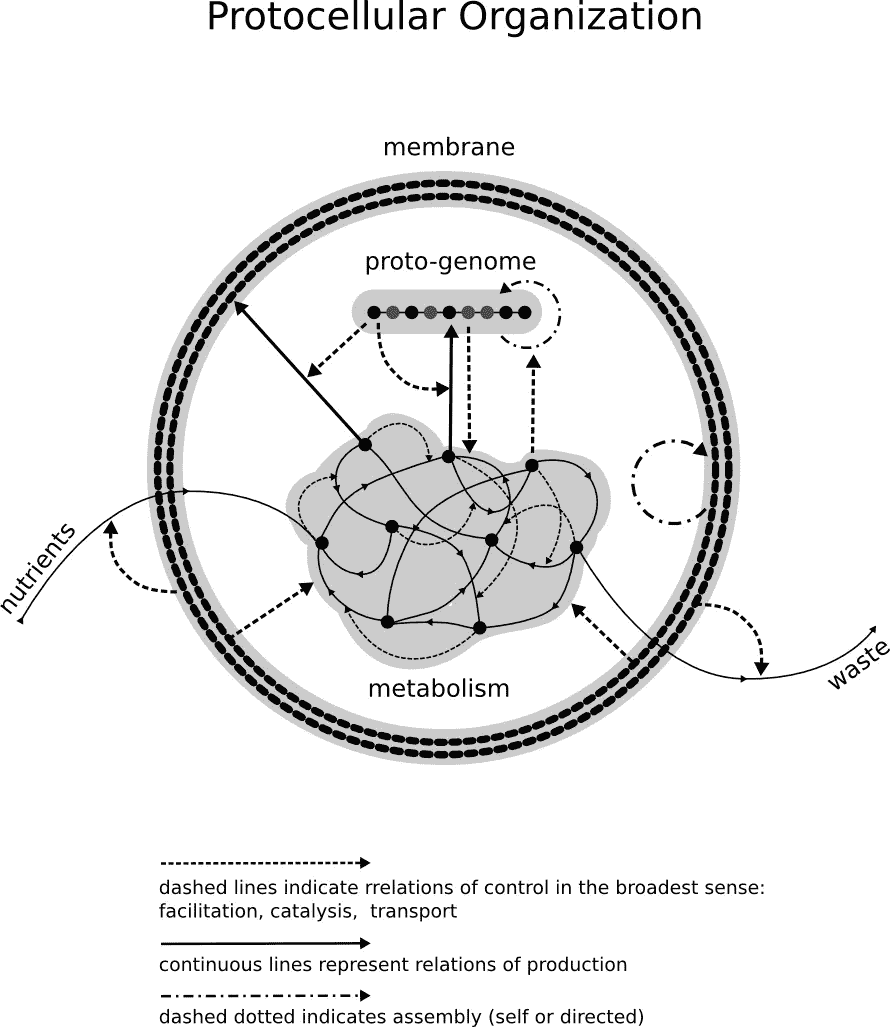 Protocellular Organization
membrane
proto-genome
nutrients
metabolism
waste
dashed lines indicate rrelations of control in the broadest sense:
facilitation, catalysis, transport
continuous lines represent relations of production
dashed dotted indicates assembly (self or directed)